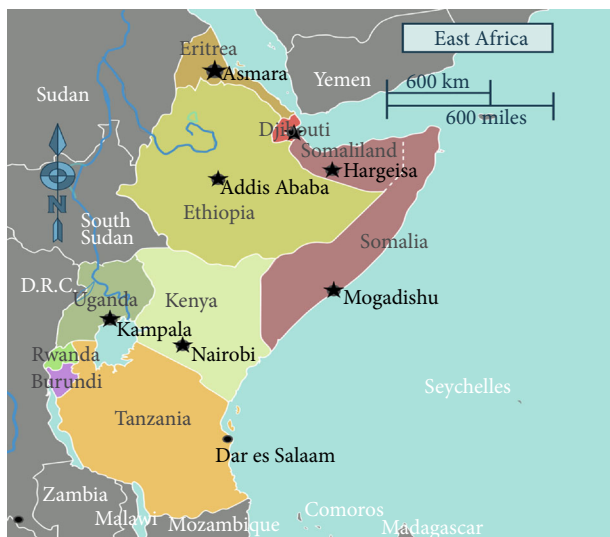 East Africa
Eritrea
Asmara
Yemen
600 km
600 miles
Sudan
Djibouti
Somaliland
Hargeisa
Addis Ababa
Ethiopia
N
South
Sudan
Somalia
D.R.C.
Uganda
Kenya
Mogadishu
Kampala
Nairobi
Rwanda
Burundi
Seychelles
Tanzania
Dar es Salaam
Zambia
Malawi
Mozambique
Comoros
Madagascar